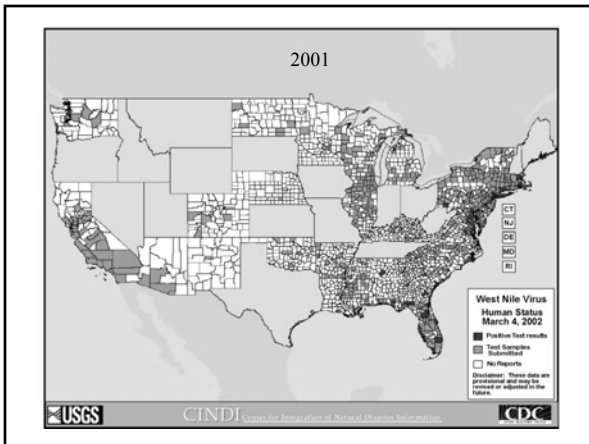 2001
CT
NJ
DE
MD
RI
West Nile Virus
Human Status
March 4, 2002
Positive Test results
Test Samples
Submitted
No Reports
Disclaimer: These data are
provisional and may be
revised or adjusted in the
future.
USGS
CINDI Center for Integration of Natural Disaster Information
CDC